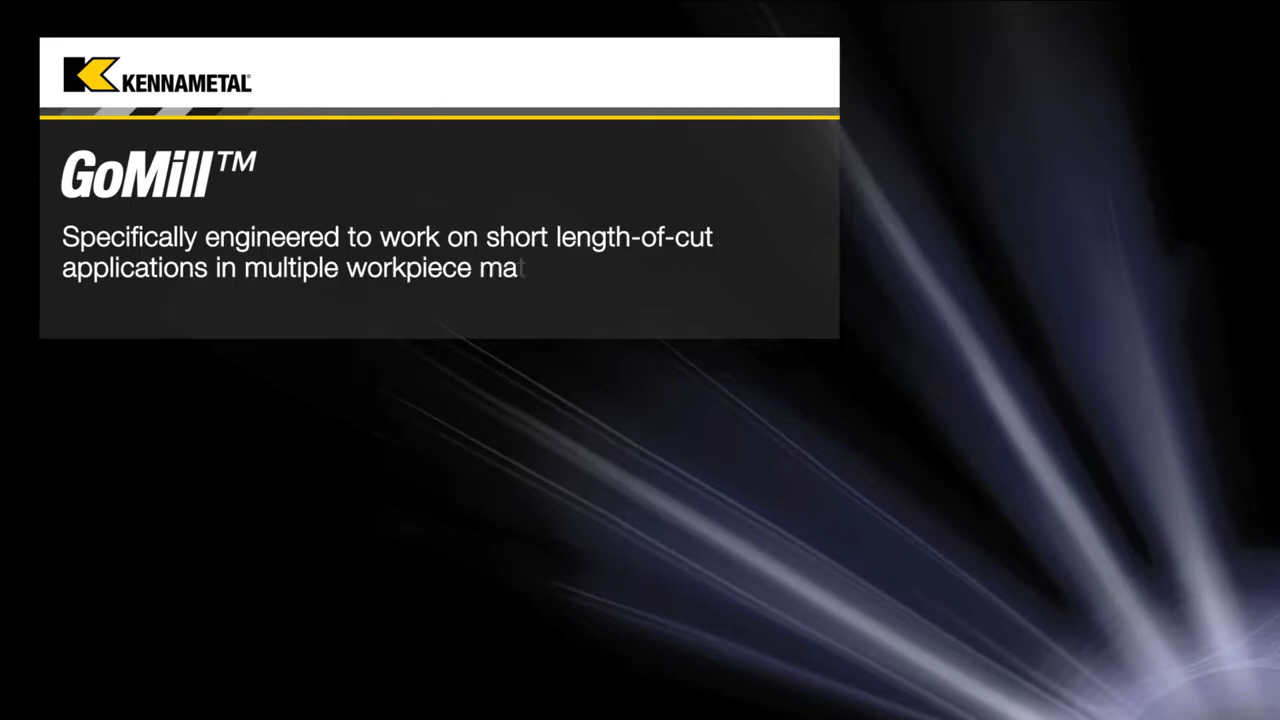 KENNAMETAL®
GoMill™
Specifically engineered to work on short length-of-cut
applications in multiple workpiece mat